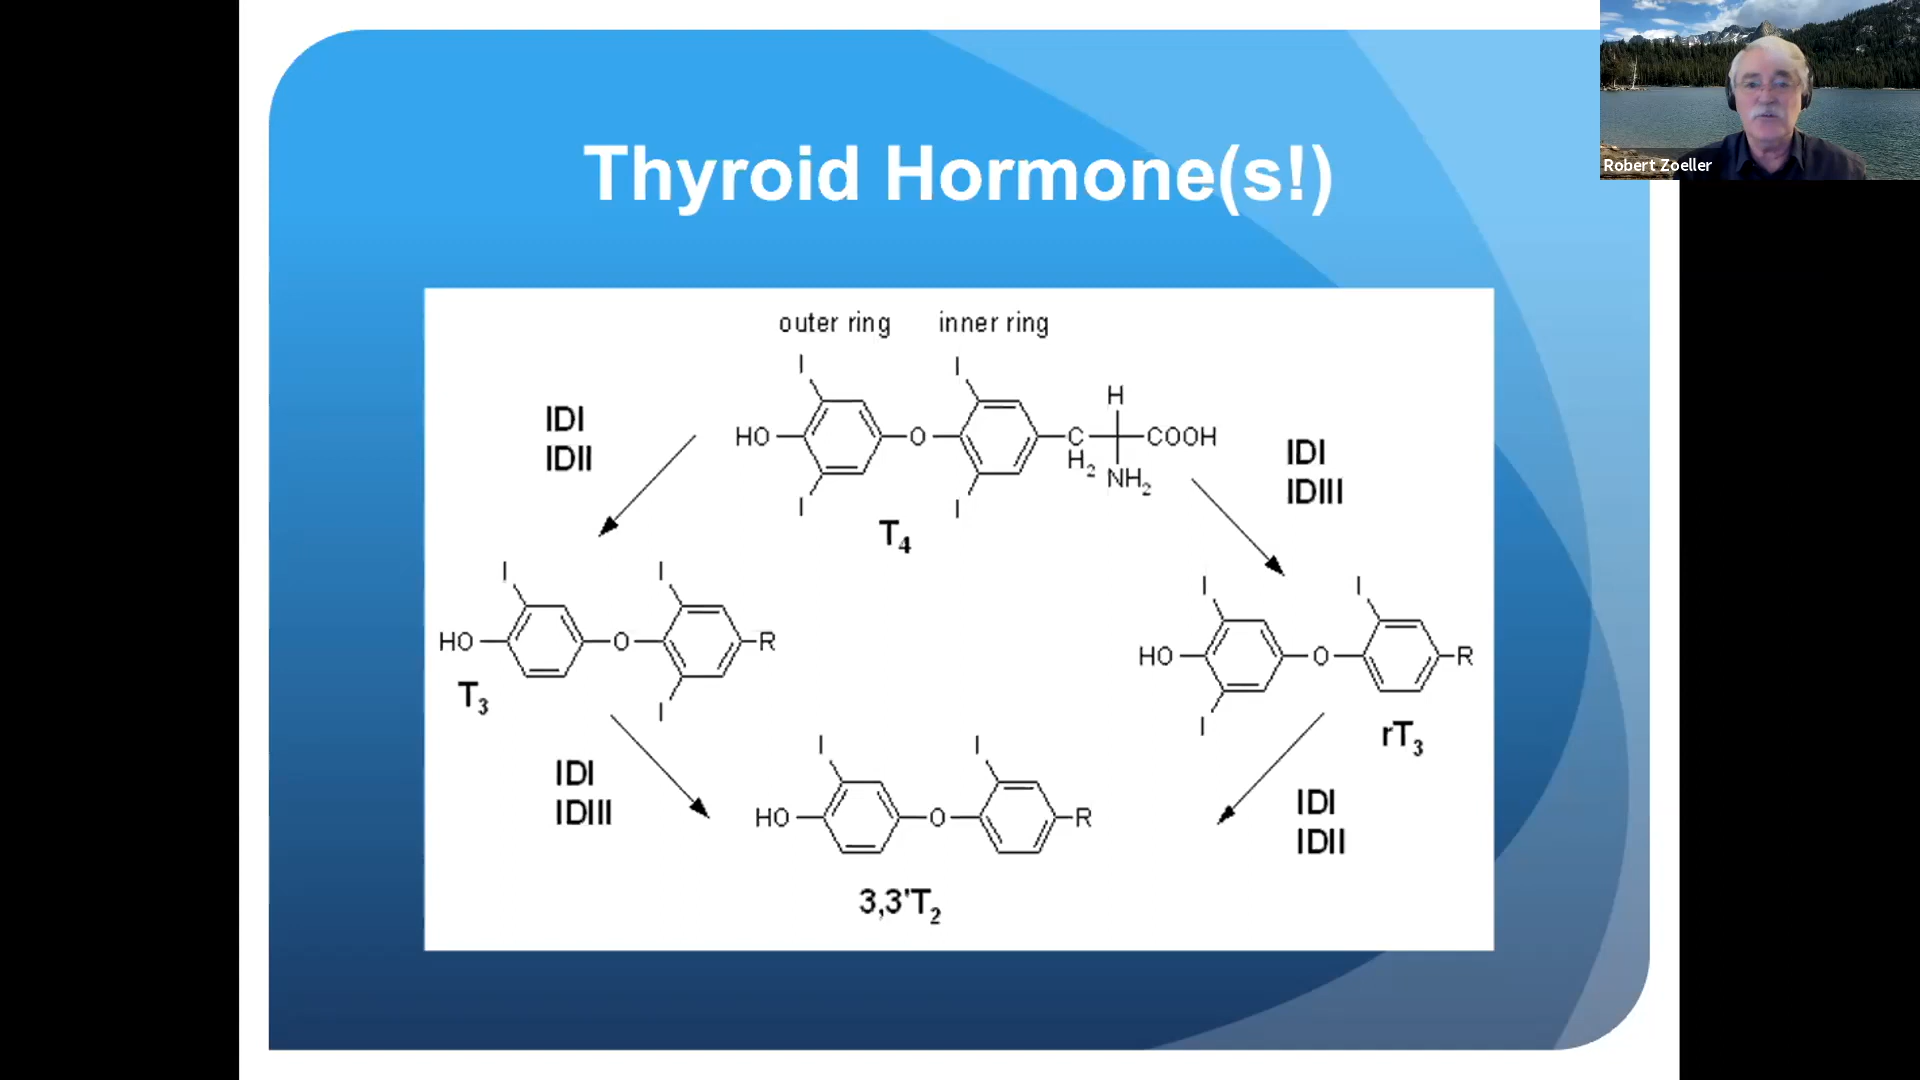 Robert Zoeller
Thyroid Hormone(s!)
outer ring inner ring
I I
H
IDI
IDII
HO O C COOH
H2
NH2
IDI
IDIII
I I
T4
I I
HO O R
T3
I
I I
HO O R
I
rT3
IDI
IDIII
I I
HO O R
IDI
IDII
3,3'T2